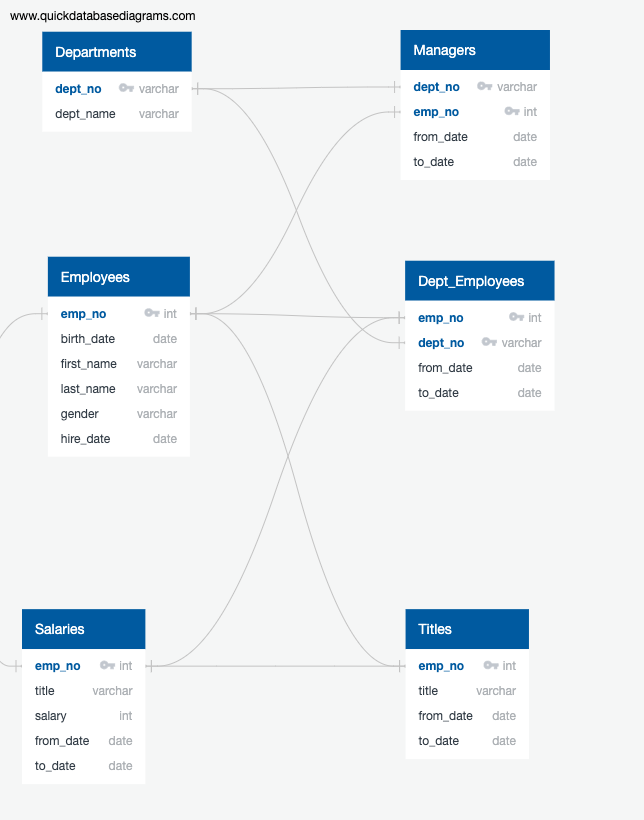 www.quickdatabasediagrams.com
Departments
dept_no varchar
dept_name varchar
Managers
dept_no varchar
emp_no int
from_date date
to_date date
Employees
emp_no int
birth_date date
first_name varchar
last_name varchar
gender varchar
hire_date date
Dept_Employees
emp_no int
dept_no varchar
from_date date
to_date date
Salaries
emp_no int
title varchar
salary int
from_date date
to_date date
Titles
emp_no int
title varchar
from_date date
to_date date